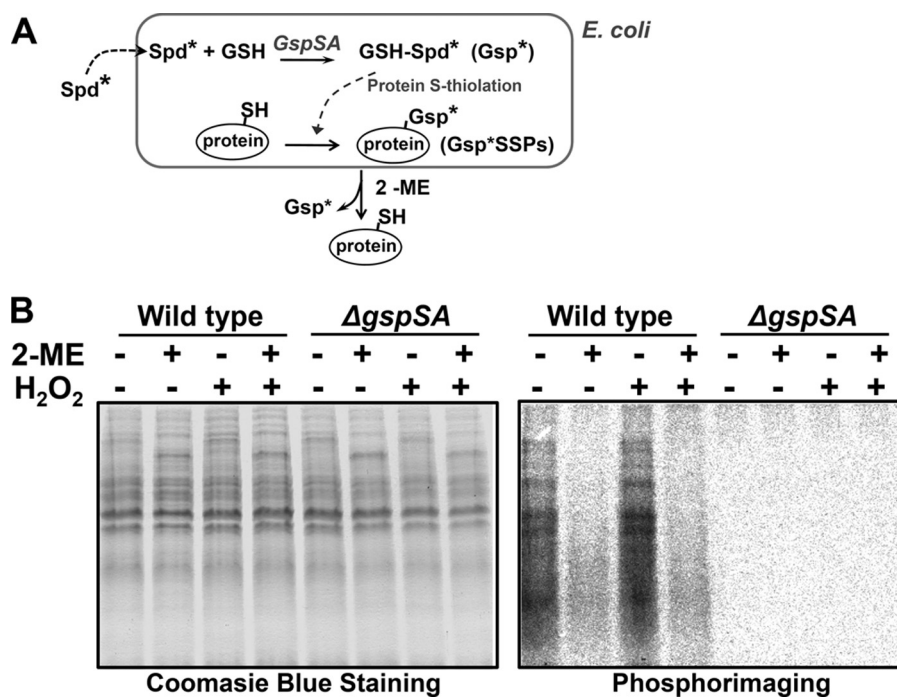 A
E. coli
Spd* + GSH GspSA GSH-Spd* (Gsp*)
Spd*
Protein S-thiolation
SH Gsp*
protein protein (Gsp*SSPs)
2 -ME
Gsp*
SH
protein
B
Wild type ΔgspSA Wild type ΔgspSA
2-ME - + - + - + - + - + - + - + - +
H₂O₂ - - + + - - + + - - + + - - + +
Coomasie Blue Staining Phosphorimaging